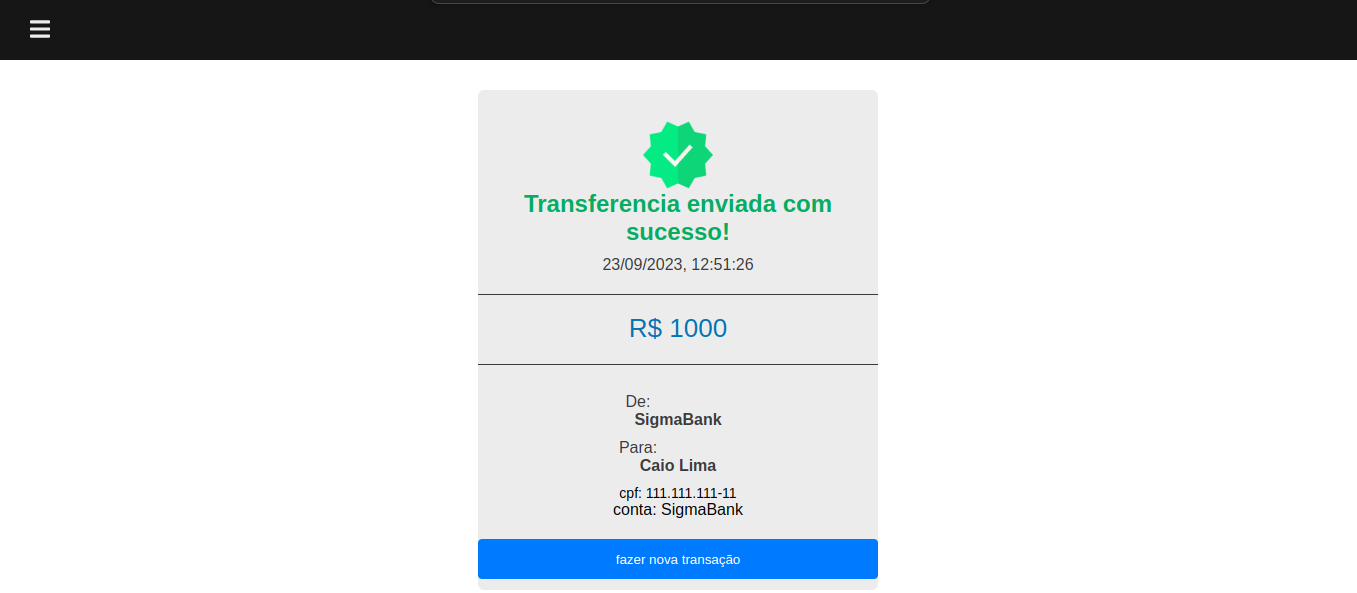 Transferencia enviada com
sucesso!
23/09/2023, 12:51:26
R$ 1000
De:
SigmaBank
Para:
Caio Lima
cpf: 111.111.111-11
conta: SigmaBank
fazer nova transação